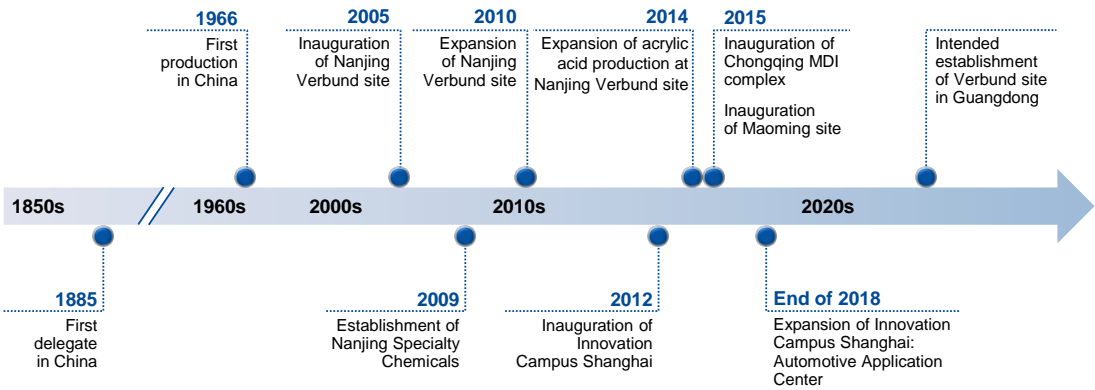 1966
First
production
in China
2005
Inauguration
of Nanjing
Verbund site
2010
Expansion
of Nanjing
Verbund site
2014
Expansion of acrylic
acid production at
Nanjing Verbund site
2015
Inauguration of
Chongqing MDI
complex
Inauguration
of Maoming site
Intended
establishment
of Verbund site
in Guangdong
1850s
1960s
2000s
2010s
2020s
1885
First
delegate
in China
2009
Establishment of
Nanjing Specialty
Chemicals
2012
Inauguration of
Innovation
Campus Shanghai
End of 2018
Expansion of Innovation
Campus Shanghai:
Automotive Application
Center